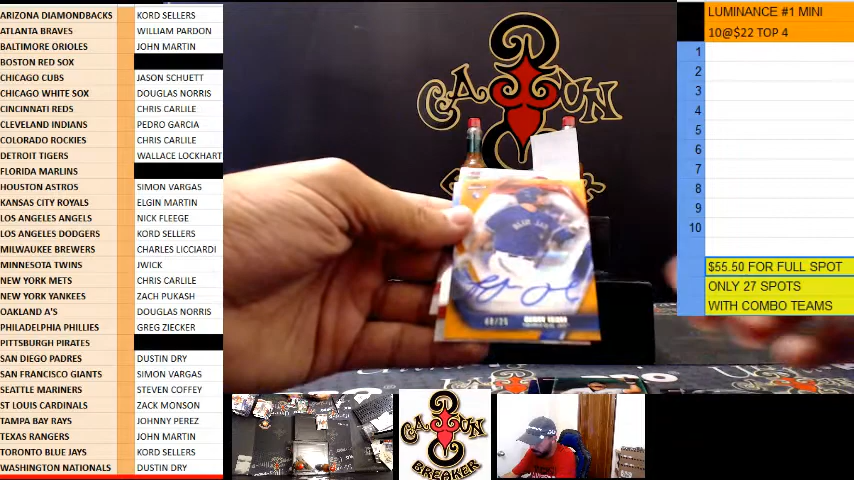 ARIZONA DIAMONDBACKS KORD SELLERS
ATLANTA BRAVES WILLIAM PARDON
BALTIMORE ORIOLES JOHN MARTIN
BOSTON RED SOX
CHICAGO CUBS JASON SCHUETT
CHICAGO WHITE SOX DOUGLAS NORRIS
CINCINNATI REDS CHRIS CARLILE
CLEVELAND INDIANS PEDRO GARCIA
COLORADO ROCKIES CHRIS CARLILE
DETROIT TIGERS WALLACE LOCKHART
FLORIDA MARLINS
HOUSTON ASTROS SIMON VARGAS
KANSAS CITY ROYALS ELGIN MARTIN
LOS ANGELES ANGELS NICK FLEEGE
LOS ANGELES DODGERS KORD SELLERS
MILWAUKEE BREWERS CHARLES LICCIARDI
MINNESOTA TWINS JWICK
NEW YORK METS CHRIS CARLILE
NEW YORK YANKEES ZACH PUKASH
OAKLAND A'S DOUGLAS NORRIS
PHILADELPHIA PHILLIES GREG ZIECKER
PITTSBURGH PIRATES
SAN DIEGO PADRES DUSTIN DRY
SAN FRANCISCO GIANTS SIMON VARGAS
SEATTLE MARINERS STEVEN COFFEY
ST LOUIS CARDINALS ZACK MONSON
TAMPA BAY RAYS JOHNNY PEREZ
TEXAS RANGERS JOHN MARTIN
TORONTO BLUE JAYS KORD SELLERS
WASHINGTON NATIONALS DUSTIN DRY
CAJUN
CAJUN
BREAKER
LUMINANCE #1 MINI
10@$22 TOP 4
1
2
3
4
5
6
7
8
9
10
$55.50 FOR FULL SPOT
ONLY 27 SPOTS
WITH COMBO TEAMS